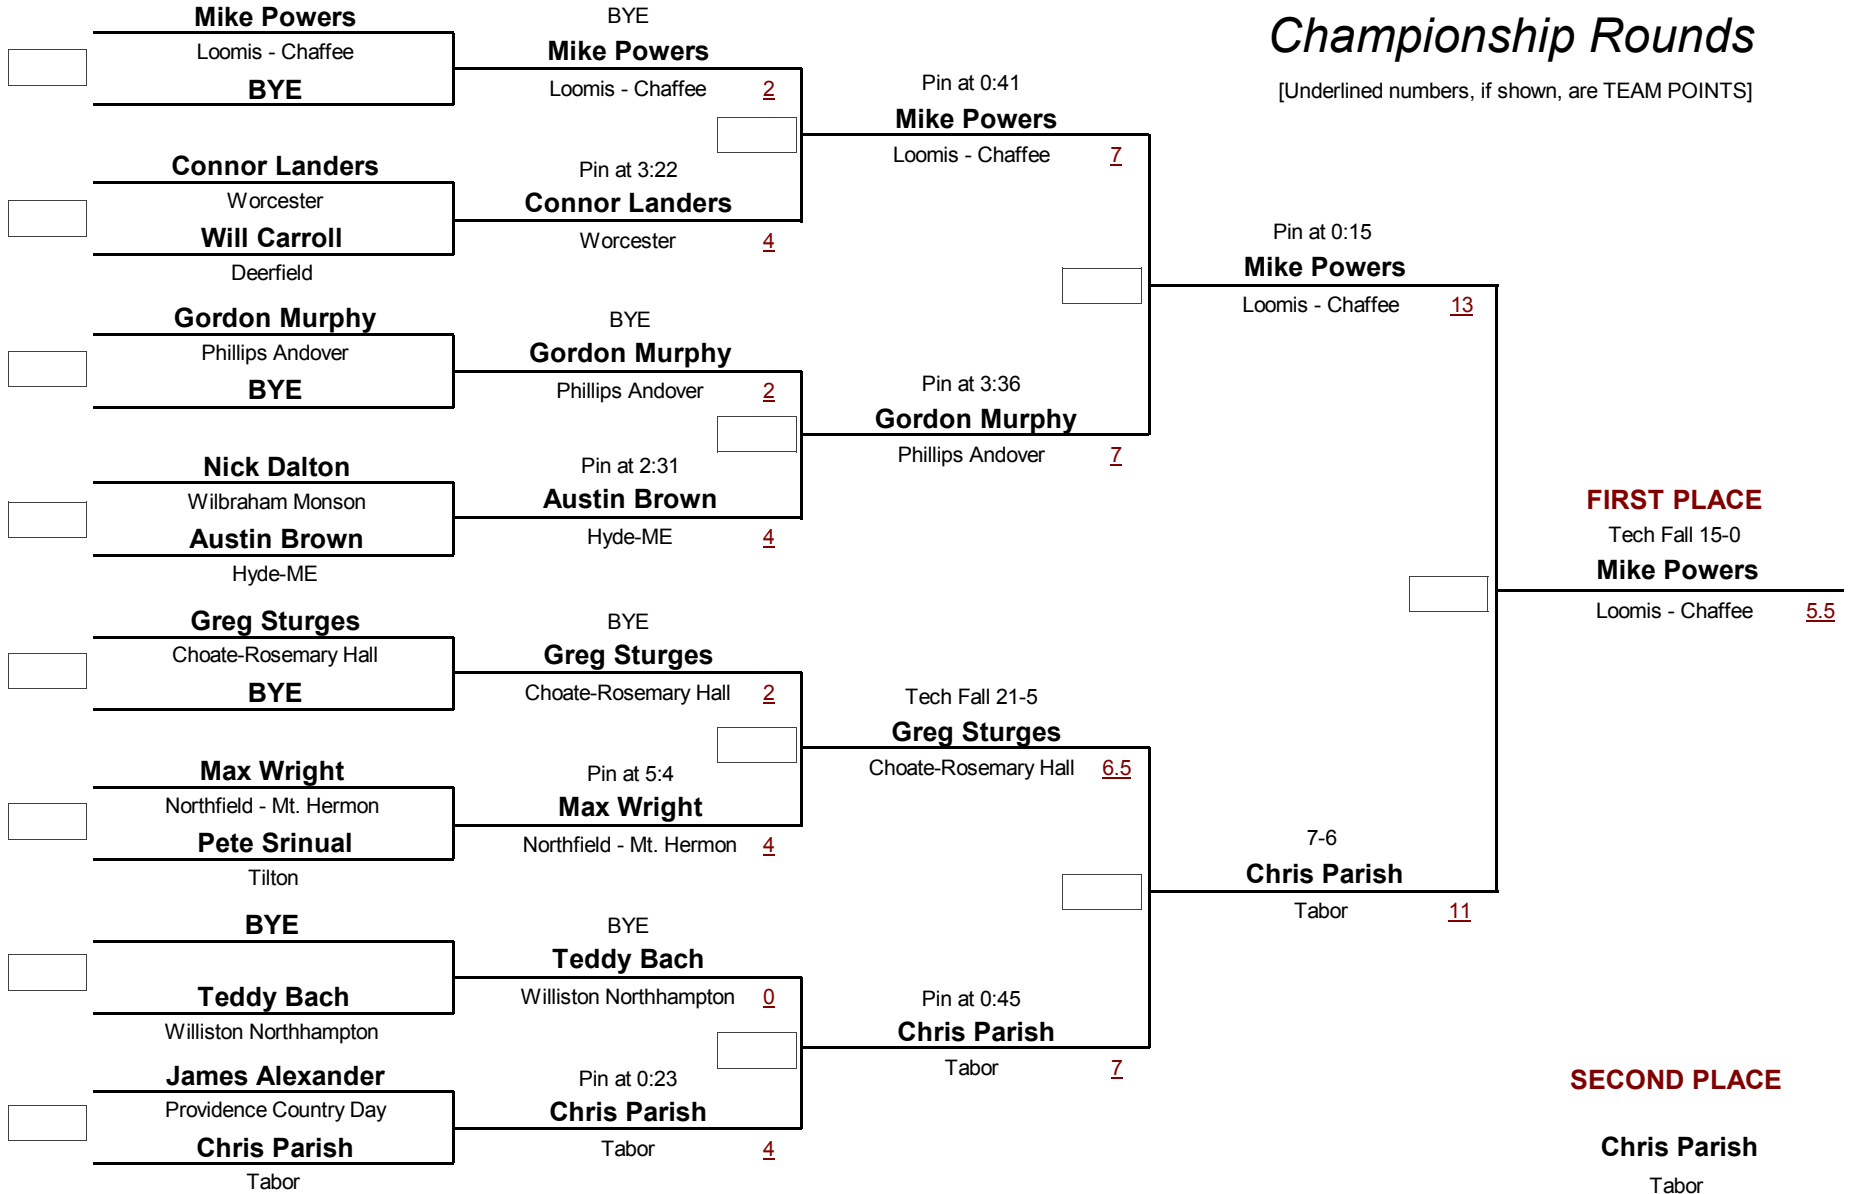 Championship Rounds
[Underlined numbers, if shown, are TEAM POINTS]
Mike Powers
Loomis - Chaffee
BYE
Connor Landers
Worcester
Will Carroll
Deerfield
Gordon Murphy
Phillips Andover
BYE
Nick Dalton
Wilbraham Monson
Austin Brown
Hyde-ME
Greg Sturges
Choate-Rosemary Hall
BYE
Max Wright
Northfield - Mt. Hermon
Pete Srinual
Tilton
BYE
Teddy Bach
Williston Northhampton
James Alexander
Providence Country Day
Chris Parish
Tabor
BYE
Mike Powers
Loomis - Chaffee 2
Pin at 3:22
Connor Landers
Worcester 4
BYE
Gordon Murphy
Phillips Andover 2
Pin at 2:31
Austin Brown
Hyde-ME 4
BYE
Greg Sturges
Choate-Rosemary Hall 2
Pin at 5:4
Max Wright
Northfield - Mt. Hermon 4
BYE
Teddy Bach
Williston Northhampton 0
Pin at 0:23
Chris Parish
Tabor 4
Pin at 0:41
Mike Powers
Loomis - Chaffee 7
Pin at 3:36
Gordon Murphy
Phillips Andover 7
Tech Fall 21-5
Greg Sturges
Choate-Rosemary Hall 6.5
Pin at 0:45
Chris Parish
Tabor 7
Pin at 0:15
Mike Powers
Loomis - Chaffee 13
7-6
Chris Parish
Tabor 11
FIRST PLACE
Tech Fall 15-0
Mike Powers
Loomis - Chaffee 5.5
SECOND PLACE
Chris Parish
Tabor